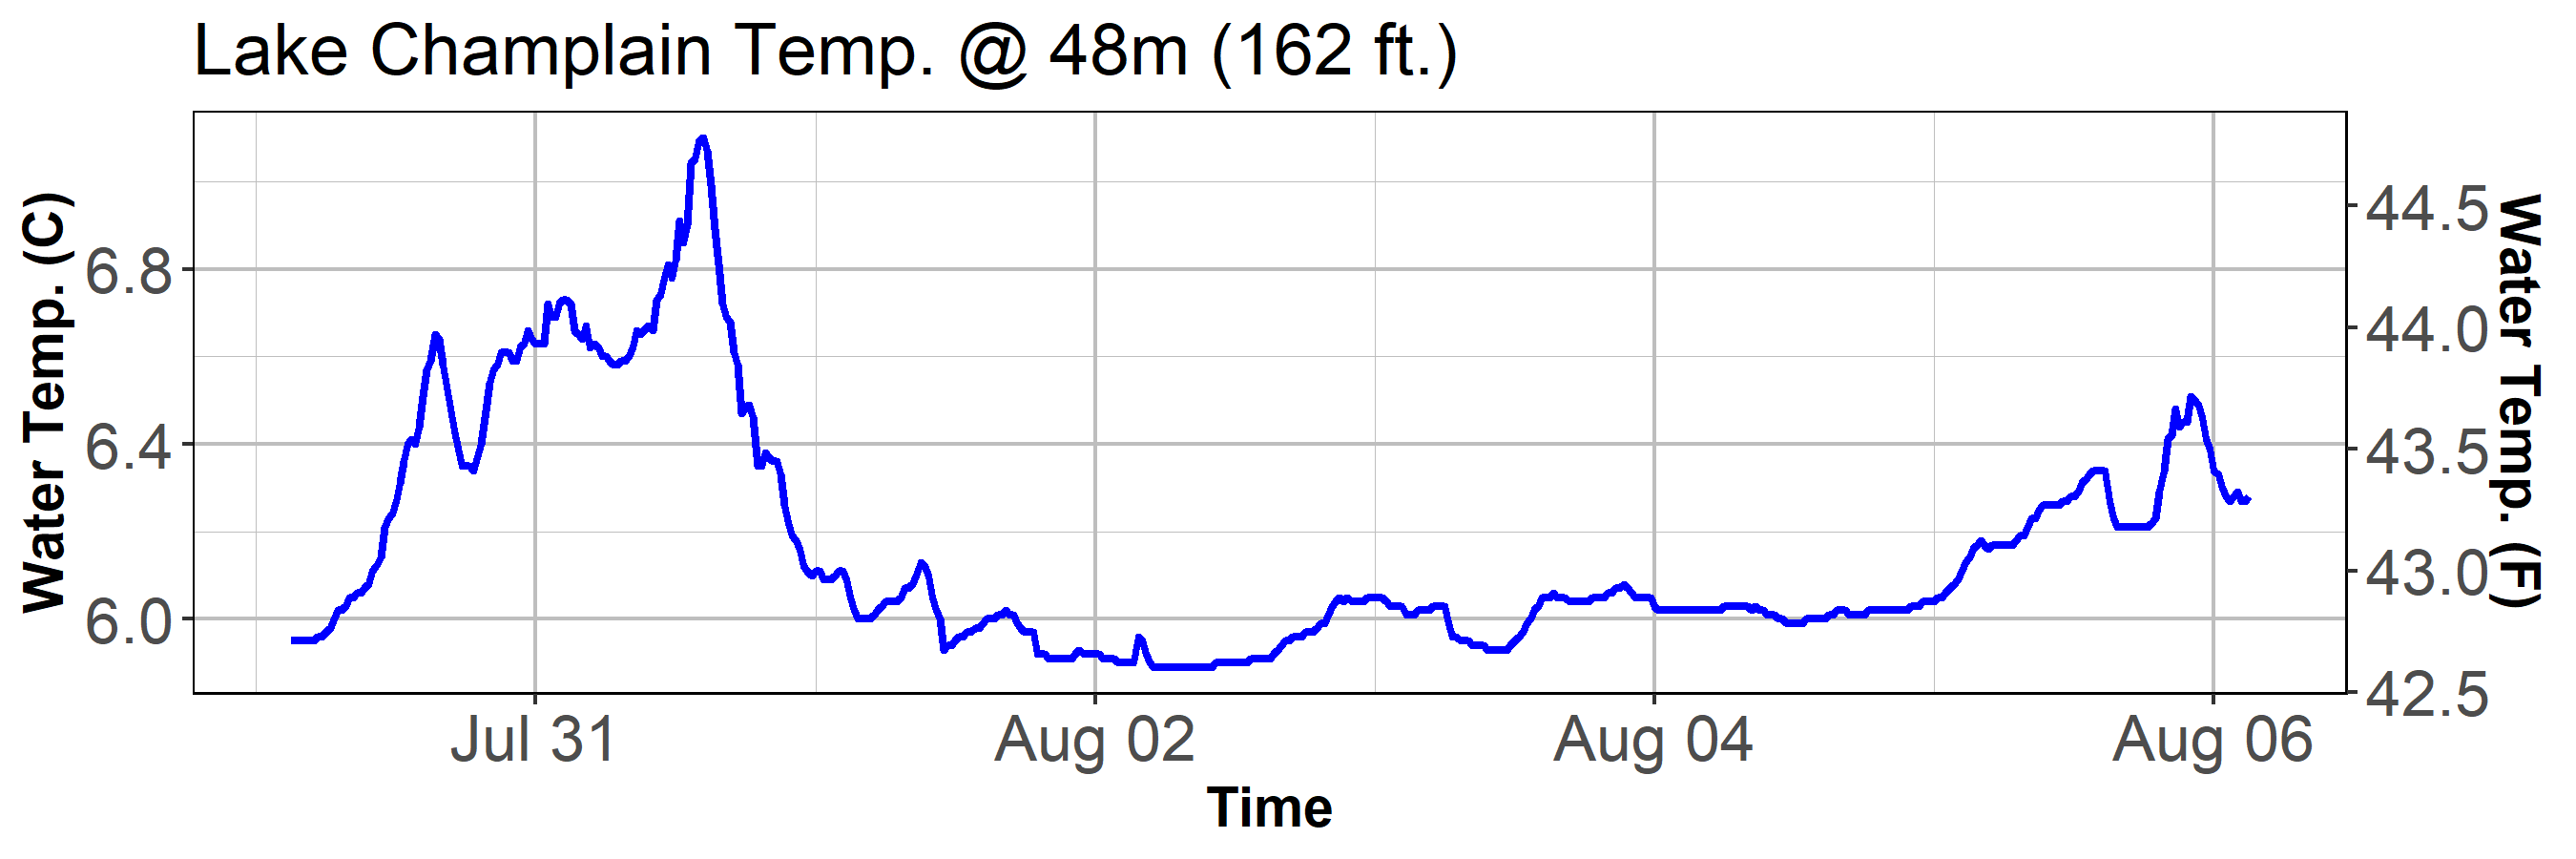 Lake Champlain Temp. @ 48m (162 ft.)
Water Temp. (C)
6.8
6.4
6.0
44.5
44.0
43.5
43.0
42.5
Water Temp. (F)
Jul 31
Aug 02
Aug 04
Aug 06
Time